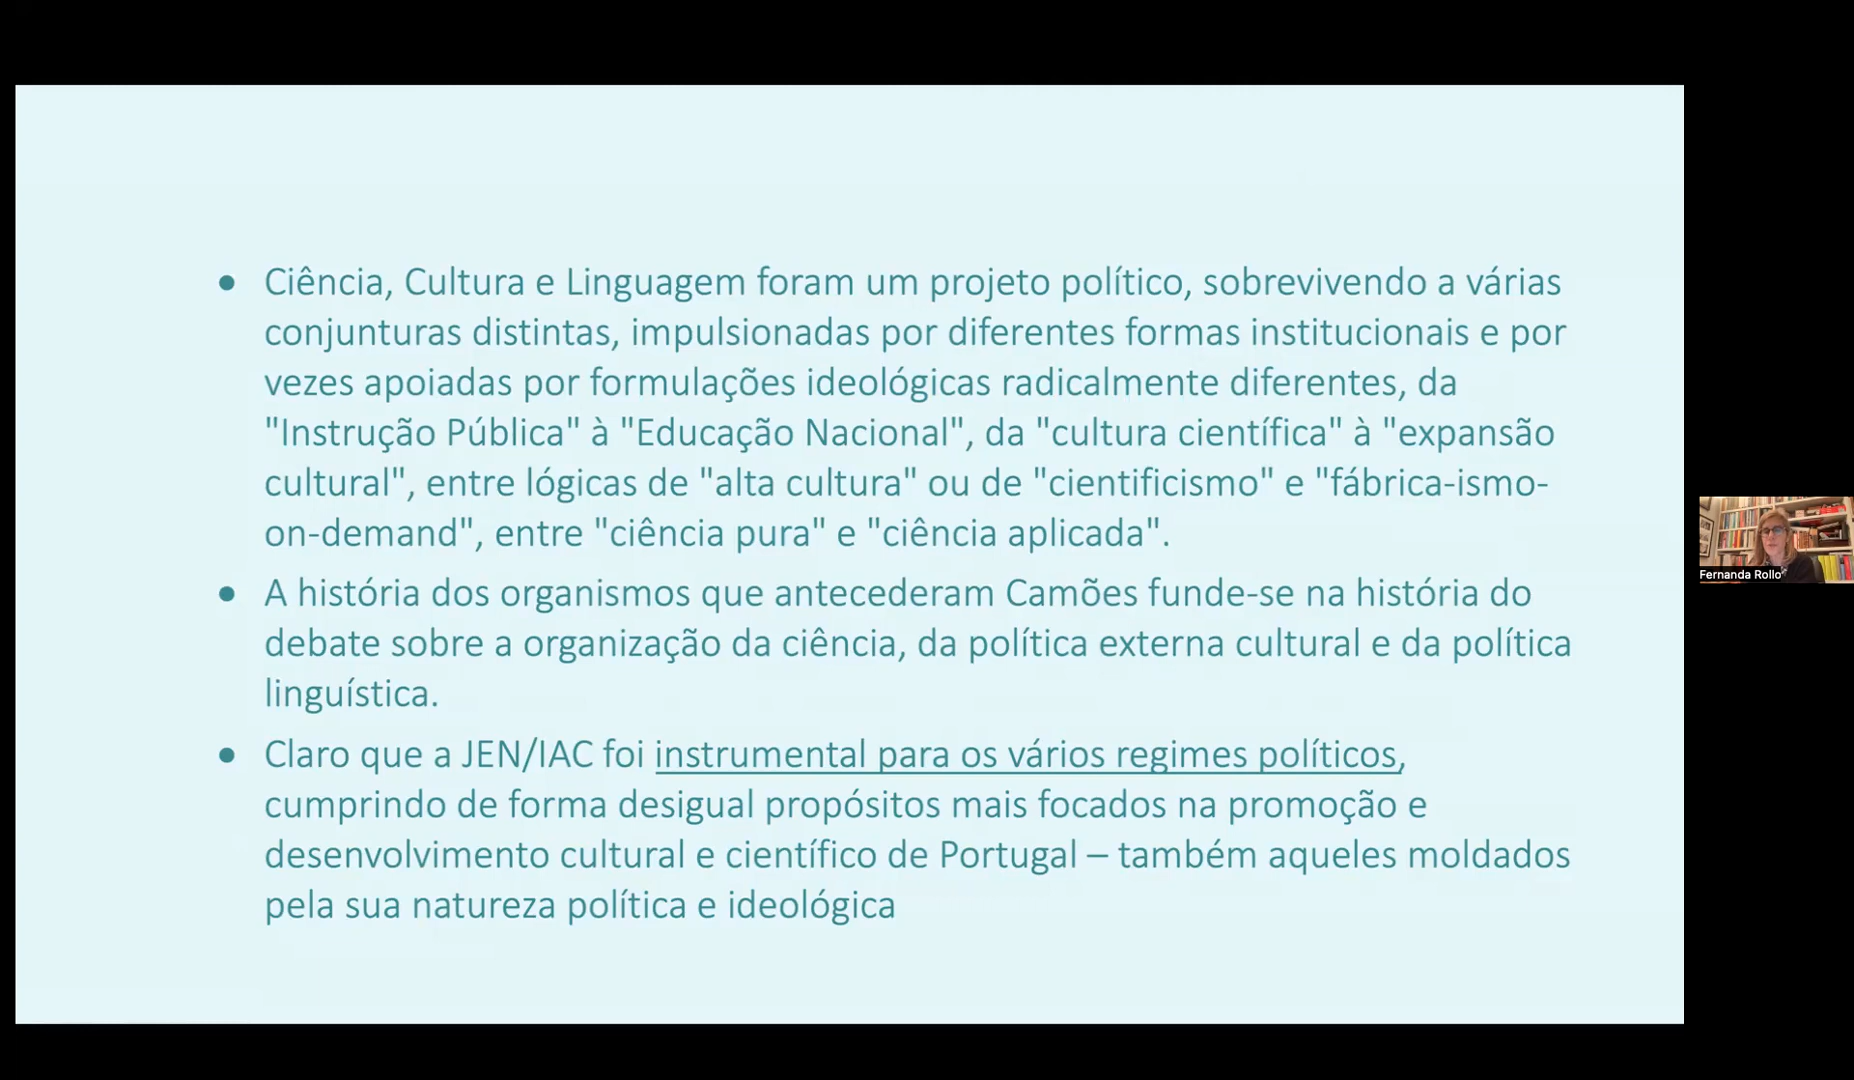 Ciência, Cultura e Linguagem foram um projeto político, sobrevivendo a várias
conjunturas distintas, impulsionadas por diferentes formas institucionais e por
vezes apoiadas por formulações ideológicas radicalmente diferentes, da
"Instrução Pública" à "Educação Nacional", da "cultura científica" à "expansão
cultural", entre lógicas de "alta cultura" ou de "cientificismo" e "fábrica-ismo-
on-demand", entre "ciência pura" e "ciência aplicada".
A história dos organismos que antecederam Camões funde-se na história do
debate sobre a organização da ciência, da política externa cultural e da política
linguística.
Claro que a JEN/IAC foi instrumental para os vários regimes políticos,
cumprindo de forma desigual propósitos mais focados na promoção e
desenvolvimento cultural e científico de Portugal – também aqueles moldados
pela sua natureza política e ideológica
Fernanda Rollo